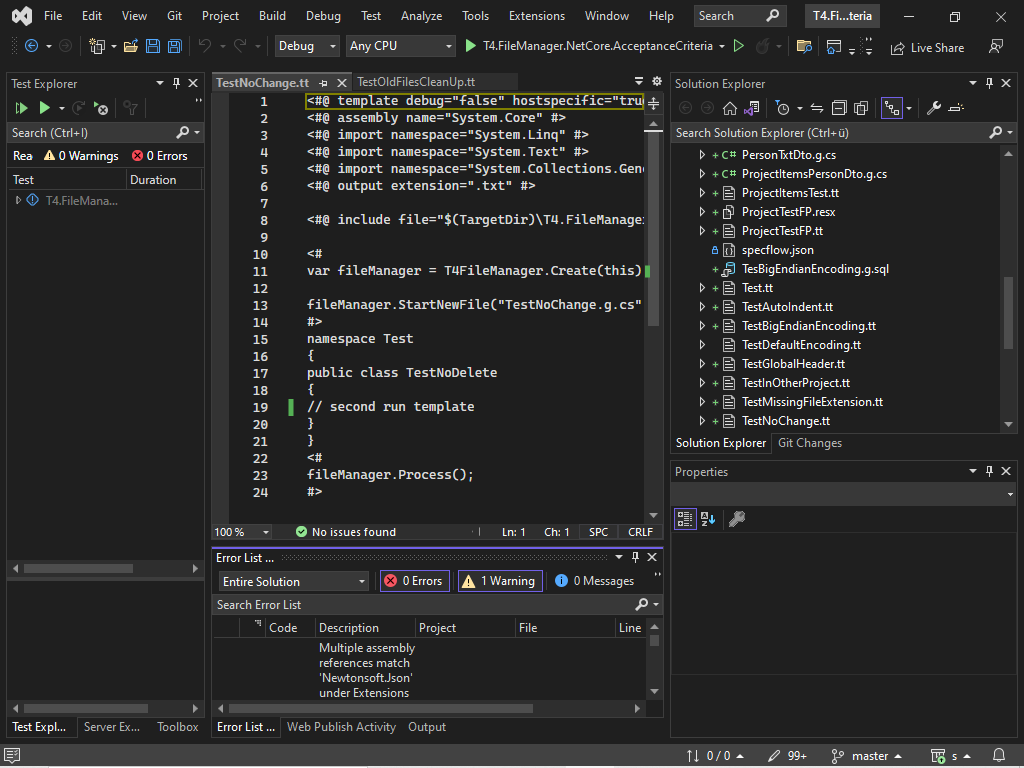 File Edit View Git Project Build Debug Test Analyze Tools Extensions Window Help Search T4.Fi...teria
Debug Any CPU T4.FileManager.NetCore.AcceptanceCriteria Live Share
Test Explorer
Search (Ctrl+I)
Rea 0 Warnings 0 Errors
Test Duration
T4.FileMana...
TestNoChange.tt TestOldFilesCleanUp.tt
1 <#@ template debug="false" hostspecific="tru
2 <#@ assembly name="System.Core" #>
3 <#@ import namespace="System.Linq" #>
4 <#@ import namespace="System.Text" #>
5 <#@ import namespace="System.Collections.Gene
6 <#@ output extension=".txt" #>
7
8 <#@ include file="$(TargetDir)\T4.FileManage
9
10 <#
11 var fileManager = T4FileManager.Create(this)
12
13 fileManager.StartNewFile("TestNoChange.g.cs"
14 #>
15 namespace Test
16 {
17 public class TestNoDelete
18 {
19 // second run template
20 }
21 }
22 <#
23 fileManager.Process();
24 #>
100 % No issues found Ln: 1 Ch: 1 SPC CRLF
Error List ...
Entire Solution 0 Errors 1 Warning 0 Messages
Search Error List
Code Description Project File Line
Multiple assembly
references match
'Newtonsoft.Json'
under Extensions
Test Expl... Server Ex... Toolbox
Error List ... Web Publish Activity Output
Solution Explorer
Search Solution Explorer (Ctrl+ü)
PersonTxtDto.g.cs
ProjectItemsPersonDto.g.cs
ProjectItemsTest.tt
ProjectTestFP.resx
ProjectTestFP.tt
specflow.json
TesBigEndianEncoding.g.sql
Test.tt
TestAutoIndent.tt
TestBigEndianEncoding.tt
TestDefaultEncoding.tt
TestGlobalHeader.tt
TestInOtherProject.tt
TestMissingFileExtension.tt
TestNoChange.tt
Solution Explorer Git Changes
Properties
0 / 0 99+ master s